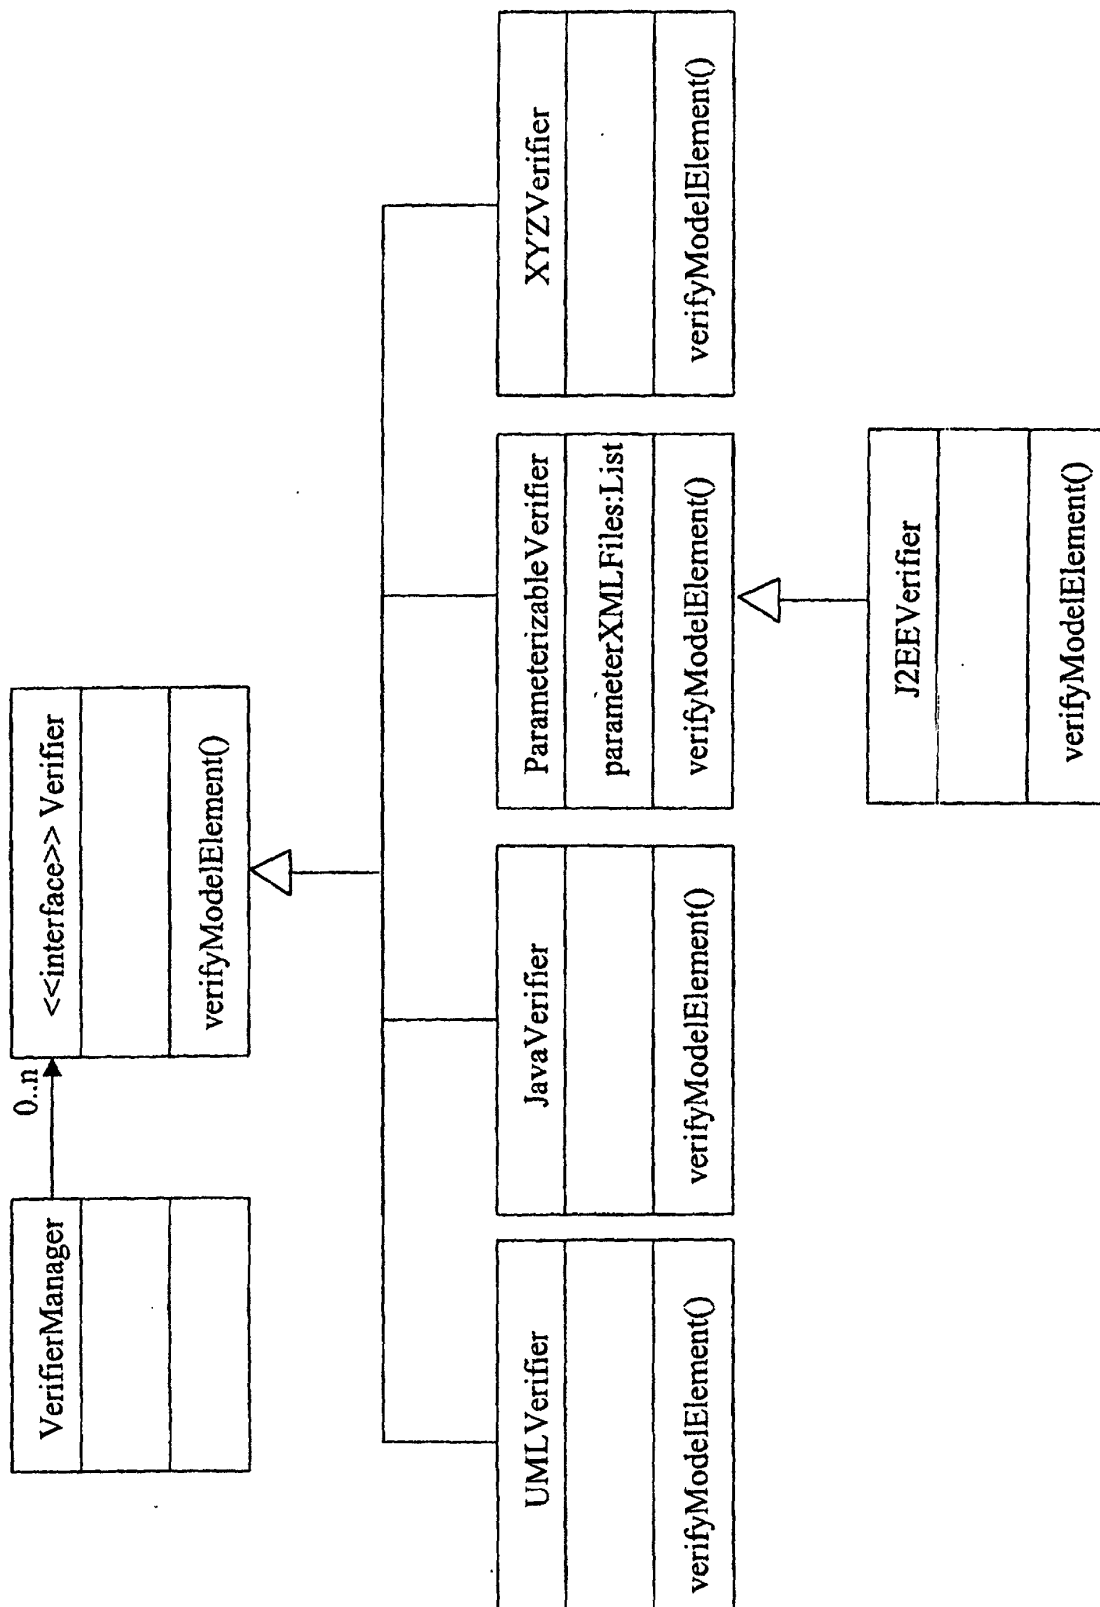 VerifierManager
0..n
<<interface>> Verifier
verifyModelElement()
UMLVerifier
verifyModelElement()
JavaVerifier
verifyModelElement()
ParameterizableVerifier
parameterXMLFiles:List
verifyModelElement()
XYZVerifier
verifyModelElement()
J2EEVerifier
verifyModelElement()